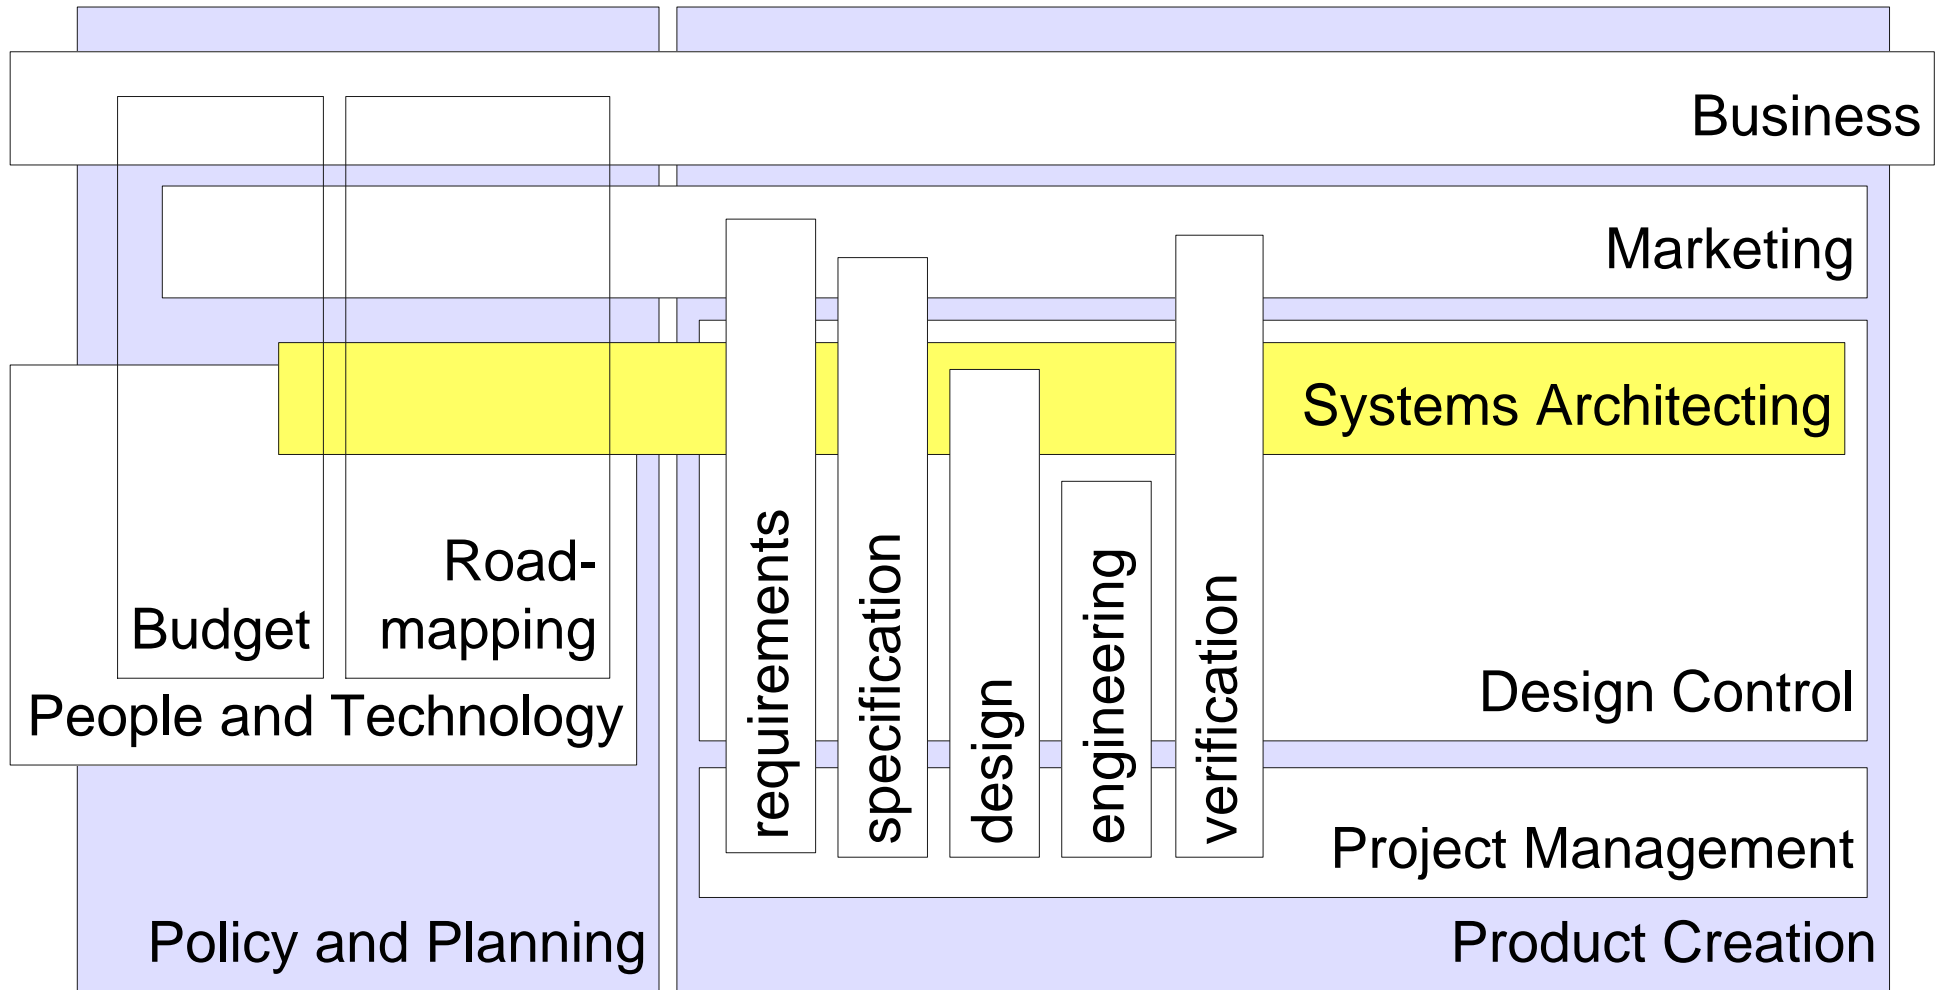 Business
Marketing
Systems Architecting
Road-
mapping
Budget
People and Technology
requirements
specification
design
engineering
verification
Design Control
Project Management
Policy and Planning
Product Creation